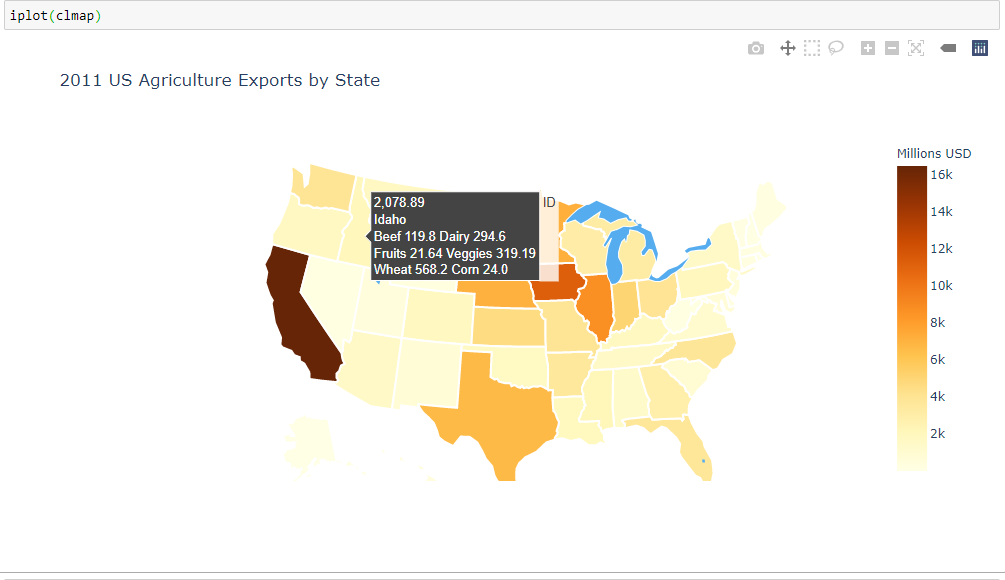 iplot(clmap)
2011 US Agriculture Exports by State
Millions USD
16k
14k
12k
10k
8k
6k
4k
2k
2,078.89
Idaho
Beef 119.8 Dairy 294.6
Fruits 21.64 Veggies 319.19
Wheat 568.2 Corn 24.0
ID